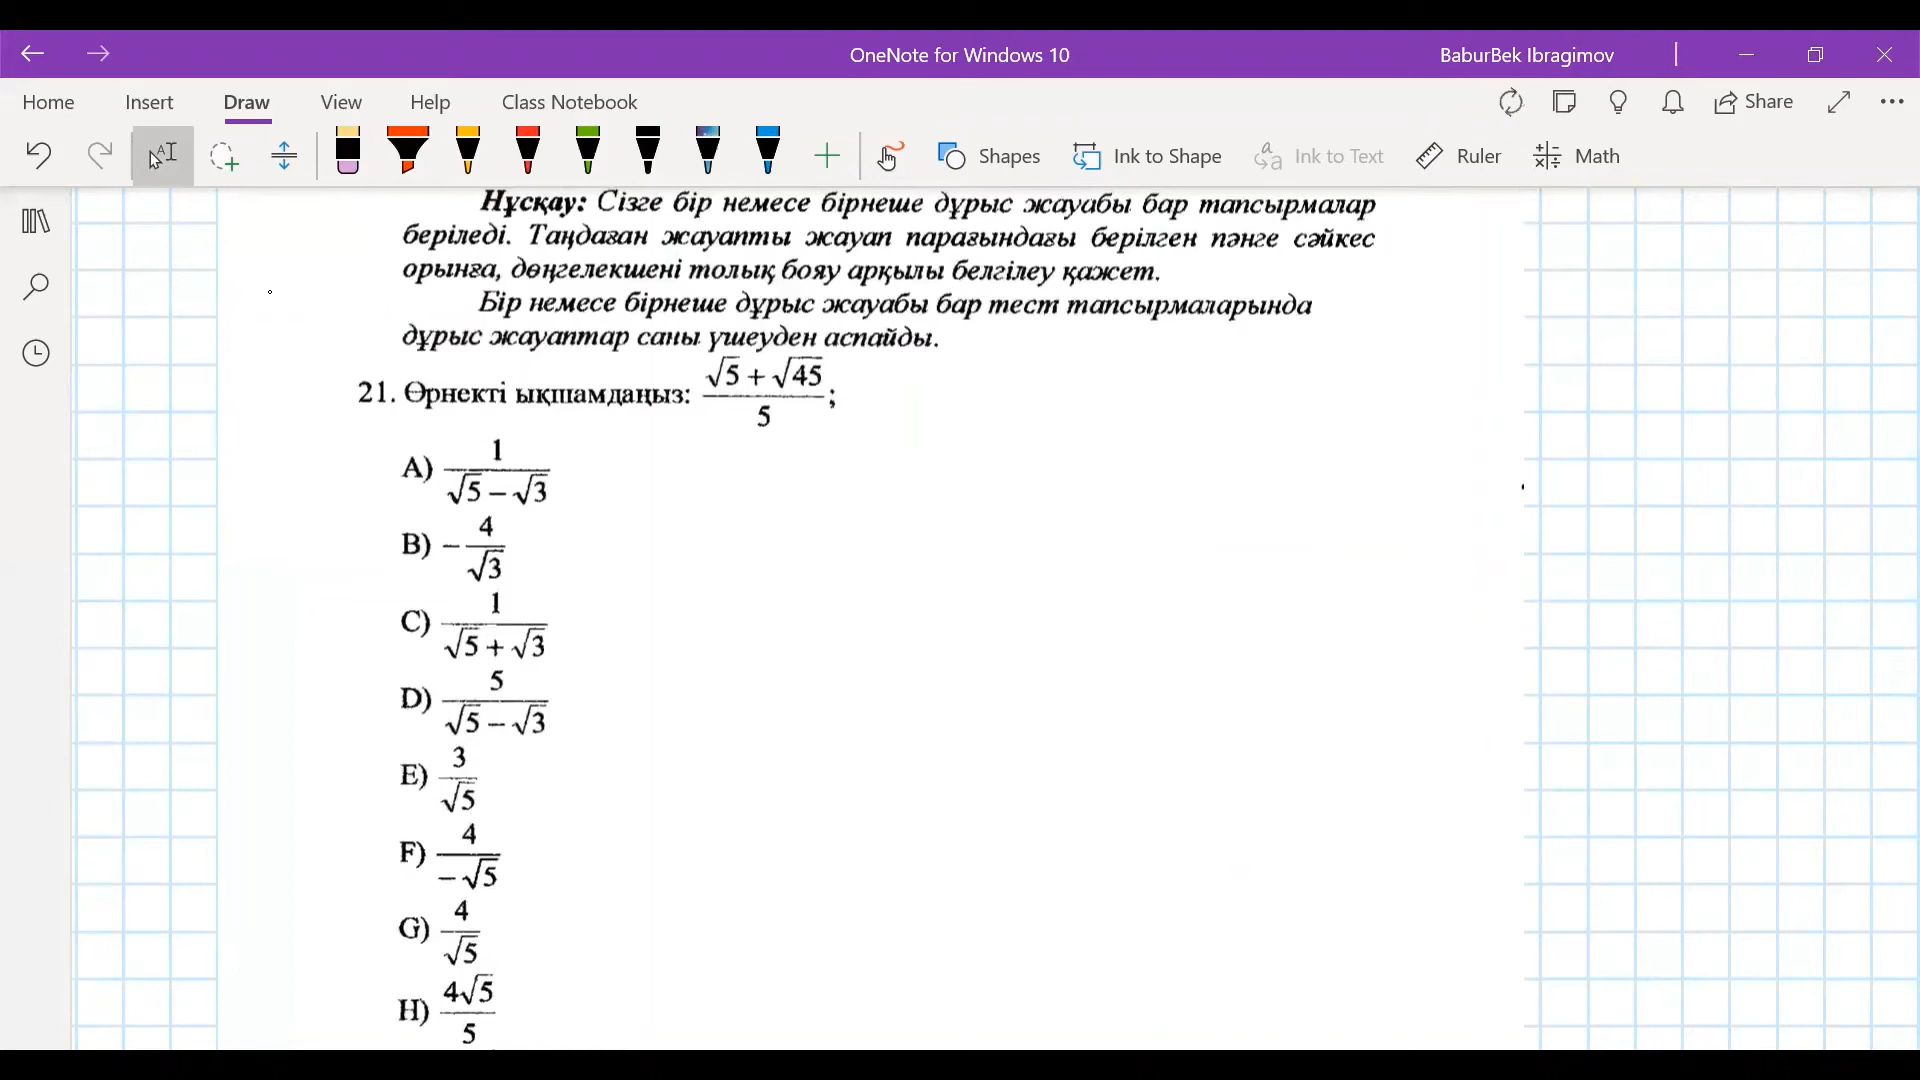 OneNote for Windows 10
BaburBek Ibragimov
Home Insert Draw View Help Class Notebook
Share
Shapes Ink to Shape Ink to Text Ruler Math
Нұсқау: Сізге бір немесе бірнеше дұрыс жауабы бар тапсырмалар
беріледі. Таңдаған жауапты жауап парағындағы берілген пәнге сәйкес
орынға, дөңгелекшені толық бояу арқылы белгілеу қажет.
Бір немесе бірнеше дұрыс жауабы бар тест тапсырмаларында
дұрыс жауаптар саны үшеуден аспайды.
21. Өрнекті ықшамдаңыз: (√5 + √45)/5;
A) 1/(√5 − √3)
B) −4/√3
C) 1/(√5 + √3)
D) 5/(√5 − √3)
E) 3/√5
F) 4/(−√5)
G) 4/√5
H) 4√5/5